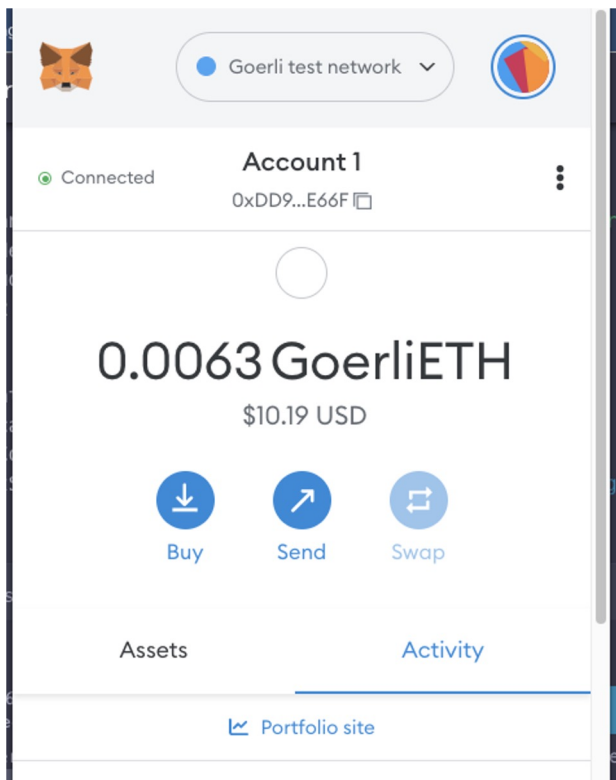 Goerli test network
Account 1
Connected
0xDD9...E66F
0.0063 GoerliETH
$10.19 USD
Buy Send Swap
Assets Activity
Portfolio site